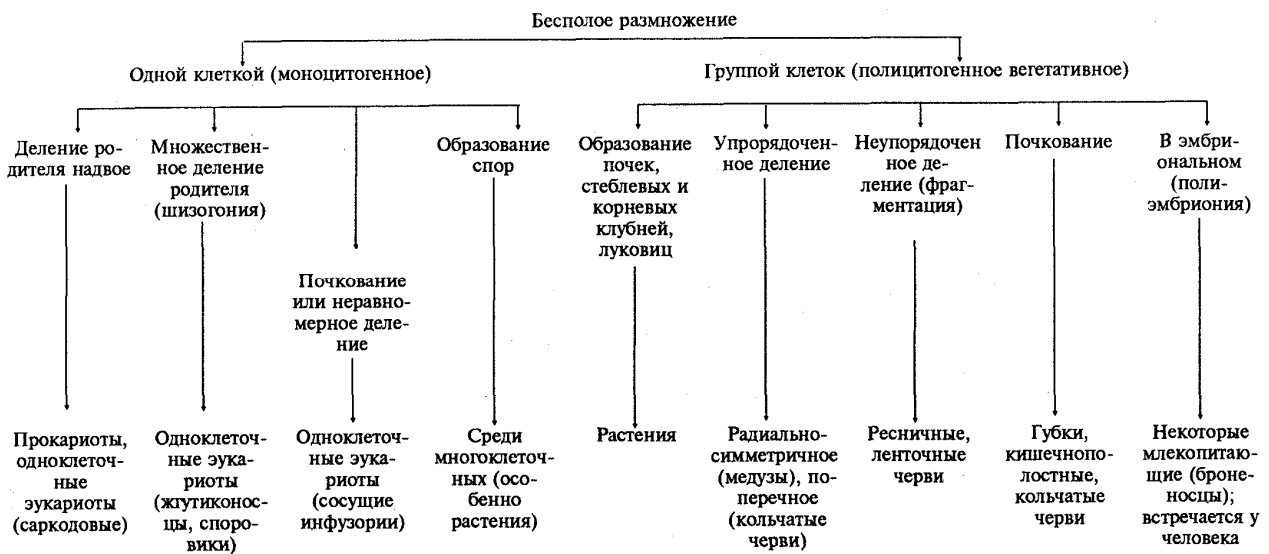 Бесполое размножение
Одной клеткой (моноцитогенное)
Группой клеток (полицитогенное вегетативное)
Деление ро-
дителя надвое
Множествен-
ное деление
родителя
(шизогония)
Почкование
или неравно-
мерное деле-
ние
Образование
спор
Образование
почек,
стеблевых и
корневых
клубней,
луковиц
Упрорядочен-
ное деление
Неупорядочен
ное де-
ление (фраг-
ментация)
Почкование
В эмбри-
ональном
(поли-
эмбриония)
Прокариоты,
одноклеточ-
ные
эукариоты
(саркодовые)
Одноклеточ-
ные эука-
риоты
(жгутиконос-
цы, споро-
вики)
Одноклеточ-
ные эука-
риоты
(сосущие
инфузории)
Среди
многоклеточ-
ных (осо-
бенно
растения)
Растения
Радиально-
симметричное
(медузы), по-
перечное
(кольчатые
черви)
Ресничные,
ленточные
черви
Губки,
кишечнопо-
лостные,
кольчатые
черви
Некоторые
млекопитаю-
щие (броне-
носцы);
встречается у
человека